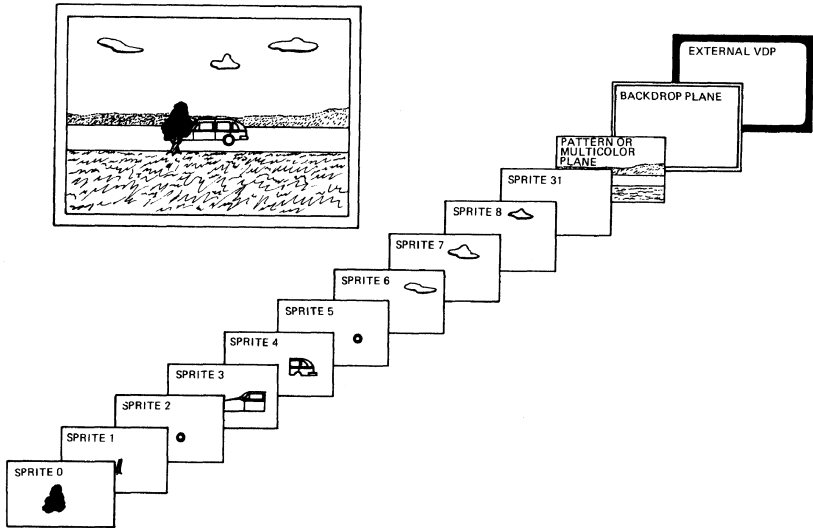 EXTERNAL VDP
BACKDROP PLANE
PATTERN OR
MULTICOLOR
PLANE
SPRITE 31
SPRITE 8
SPRITE 7
SPRITE 6
SPRITE 5
SPRITE 4
SPRITE 3
SPRITE 2
SPRITE 1
SPRITE 0